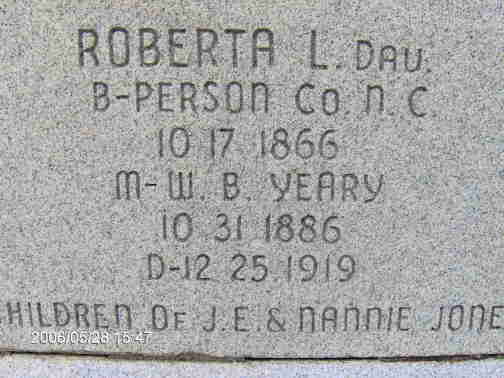 ROBERTA L. DAU.
B-PERSON CO. N. C.
10 17 1866
M- W. B. YEARY
10 31 1886
D-12 25 1919
HILDREN OF J. E. & NANNIE JONE
2006/05/28 15:47